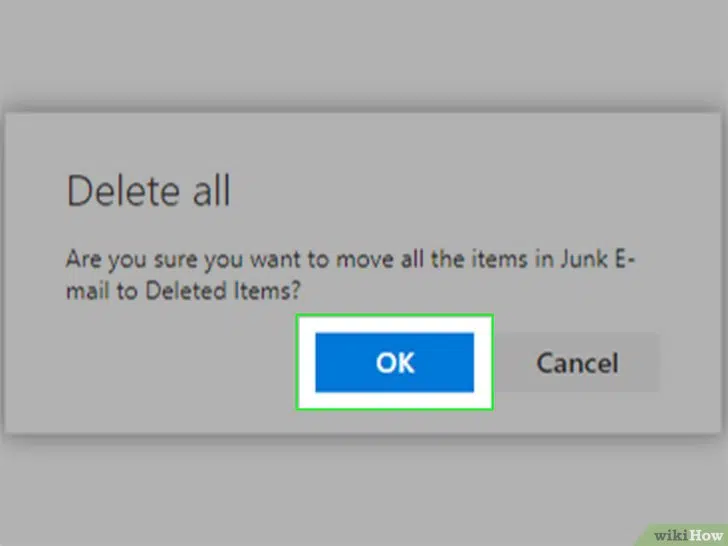 Delete all
Are you sure you want to move all the items in Junk E-
mail to Deleted Items?
OK
Cancel
wikiHow